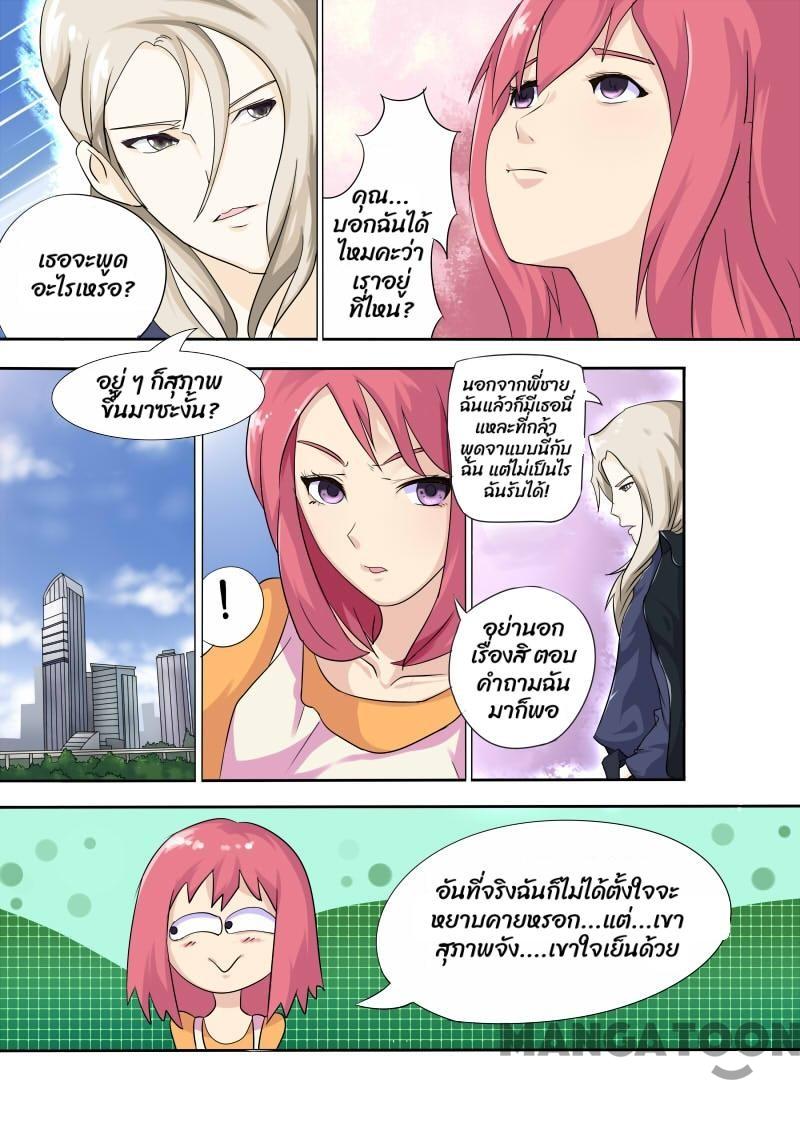 เธอจะพูด
อะไรเหรอ?
คุณ...
บอกฉันได้
ไหมคะว่า
เราอยู่
ที่ไหน?
อยู่ ๆ ก็สุภาพ
ขึ้นมาซะงั้น?
!
นอกจากพี่ชาย
ฉันแล้วก็มีเธอนี่
แหละที่กล้า
พูดจาแบบนี้กับ
ฉัน แต่ไม่เป็นไร
ฉันรับได้!
อย่านอก
เรื่องสิ ตอบ
คำถามฉัน
มาก็พอ
อันที่จริงฉันก็ไม่ได้ตั้งใจจะ
หยาบคายหรอก...แต่...เขา
สุภาพจัง....เขาใจเย็นด้วย
MANGATOON